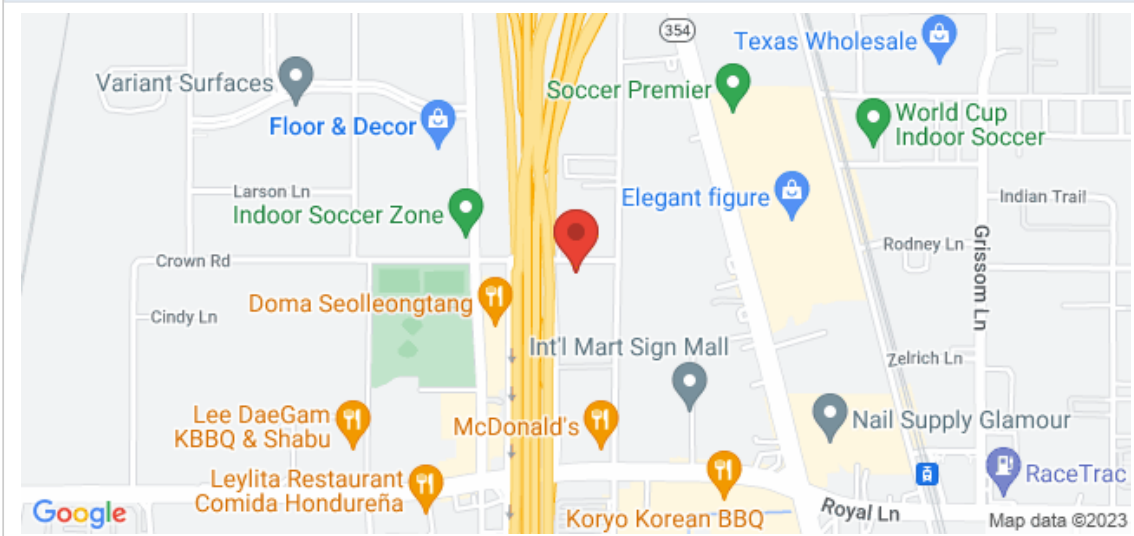 354
Texas Wholesale
Variant Surfaces
Soccer Premier
World Cup
Indoor Soccer
Floor & Decor
Larson Ln
Elegant figure
Indian Trail
Indoor Soccer Zone
Grissom Ln
Rodney Ln
Crown Rd
Doma Seolleongtang
Cindy Ln
Int'l Mart Sign Mall
Zelrich Ln
Lee DaeGam
KBBQ & Shabu
McDonald's
Nail Supply Glamour
Leylita Restaurant
Comida Hondureña
RaceTrac
Royal Ln
Koryo Korean BBQ
Google
Map data ©2023